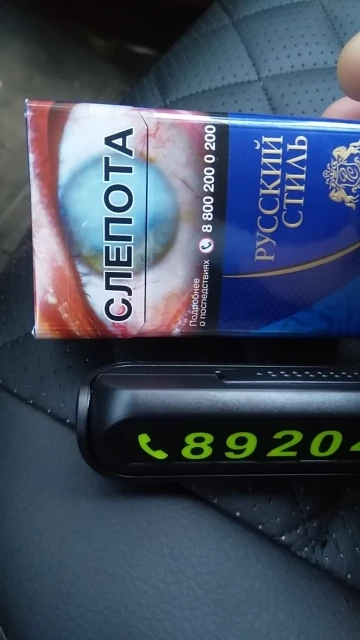 СЛЕПОТА
Подробнее
о последствиях 8 800 200 0 200
РУССКИЙ
СТИЛЬ
89204